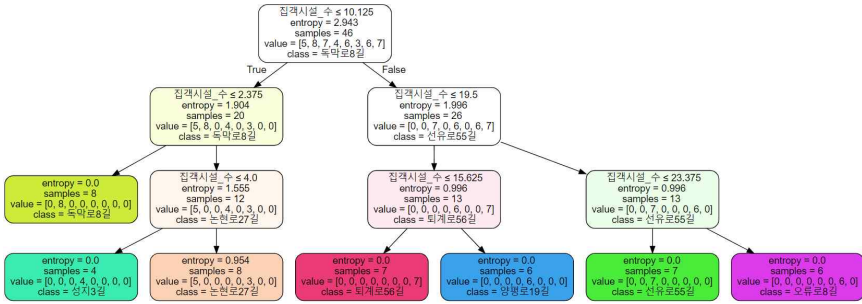 집객시설_수 ≤ 10.125
entropy = 2.943
samples = 46
value = [5, 8, 7, 4, 6, 3, 6, 7]
class = 독막로8길
True
False
집객시설_수 ≤ 2.375
entropy = 1.904
samples = 20
value = [5, 8, 0, 4, 0, 3, 0, 0]
class = 독막로8길
집객시설_수 ≤ 19.5
entropy = 1.996
samples = 26
value = [0, 0, 7, 0, 6, 0, 6, 7]
class = 선유로55길
entropy = 0.0
samples = 8
value = [0, 8, 0, 0, 0, 0, 0, 0]
class = 독막로8길
집객시설_수 ≤ 4.0
entropy = 1.555
samples = 12
value = [5, 0, 0, 4, 0, 3, 0, 0]
class = 논현로27길
집객시설_수 ≤ 15.625
entropy = 0.996
samples = 13
value = [0, 0, 0, 0, 6, 0, 0, 7]
class = 퇴계로56길
집객시설_수 ≤ 23.375
entropy = 0.996
samples = 13
value = [0, 0, 7, 0, 0, 0, 6, 0]
class = 선유로55길
entropy = 0.0
samples = 4
value = [0, 0, 0, 4, 0, 0, 0, 0]
class = 성지3길
entropy = 0.954
samples = 8
value = [5, 0, 0, 0, 0, 3, 0, 0]
class = 논현로27길
entropy = 0.0
samples = 7
value = [0, 0, 0, 0, 0, 0, 0, 7]
class = 퇴계로56길
entropy = 0.0
samples = 6
value = [0, 0, 0, 0, 6, 0, 0, 0]
class = 양평로19길
entropy = 0.0
samples = 7
value = [0, 0, 7, 0, 0, 0, 0, 0]
class = 선유로55길
entropy = 0.0
samples = 6
value = [0, 0, 0, 0, 0, 0, 6, 0]
class = 오류로8길